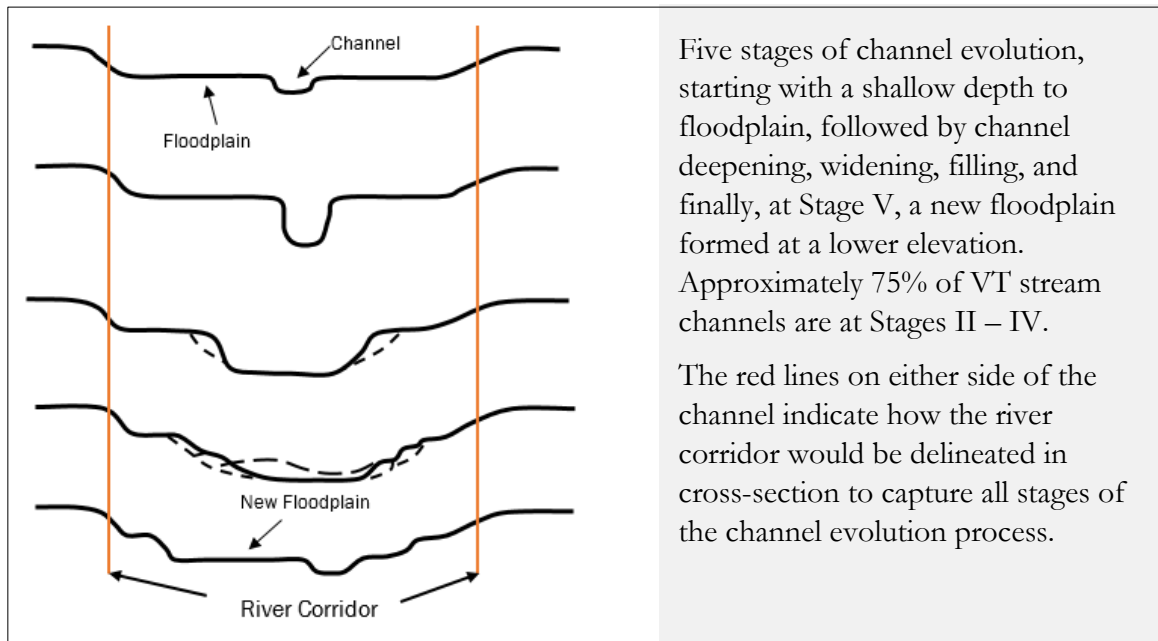 Channel
Floodplain
New Floodplain
River Corridor
Five stages of channel evolution,
starting with a shallow depth to
floodplain, followed by channel
deepening, widening, filling, and
finally, at Stage V, a new floodplain
formed at a lower elevation.
Approximately 75% of VT stream
channels are at Stages II – IV.
The red lines on either side of the
channel indicate how the river
corridor would be delineated in
cross-section to capture all stages of
the channel evolution process.